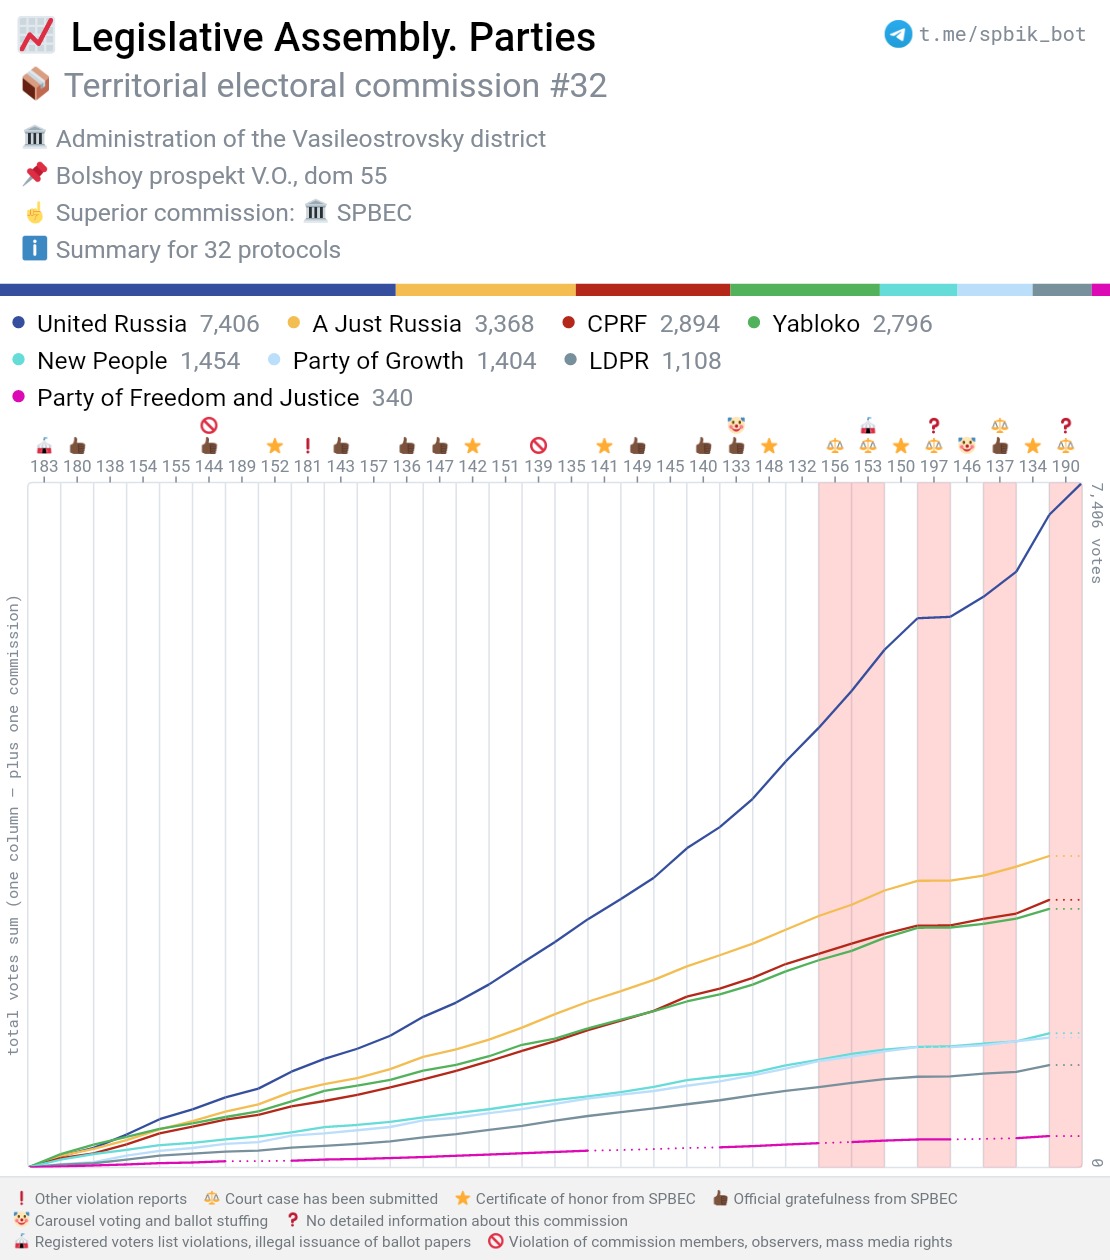 Legislative Assembly. Parties
t.me/spbik_bot
Territorial electoral commission #32
Administration of the Vasileostrovsky district
Bolshoy prospekt V.O., dom 55
Superior commission: SPBEC
Summary for 32 protocols
United Russia 7,406 A Just Russia 3,368 CPRF 2,894 Yabloko 2,796
New People 1,454 Party of Growth 1,404 LDPR 1,108
Party of Freedom and Justice 340
183 180 138 154 155 144 189 152 181 143 157 136 147 142 151 139 135 141 149 145 140 133 148 132 156 153 150 197 146 137 134 190
7,406 votes
total votes sum (one column – plus one commission)
0
Other violation reports Court case has been submitted Certificate of honor from SPBEC Official gratefulness from SPBEC
Carousel voting and ballot stuffing No detailed information about this commission
Registered voters list violations, illegal issuance of ballot papers Violation of commission members, observers, mass media rights